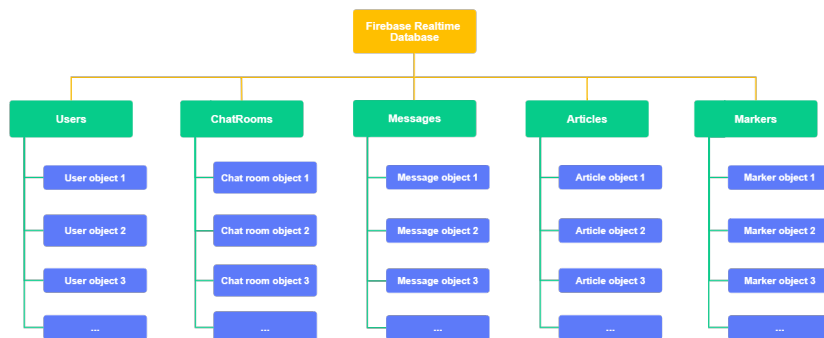 Firebase Realtime
Database
Users
ChatRooms
Messages
Articles
Markers
User object 1
Chat room object 1
Message object 1
Article object 1
Marker object 1
User object 2
Chat room object 2
Message object 2
Article object 2
Marker object 2
User object 3
Chat room object 3
Message object 3
Article object 3
Marker object 3
...
...
...
...
...